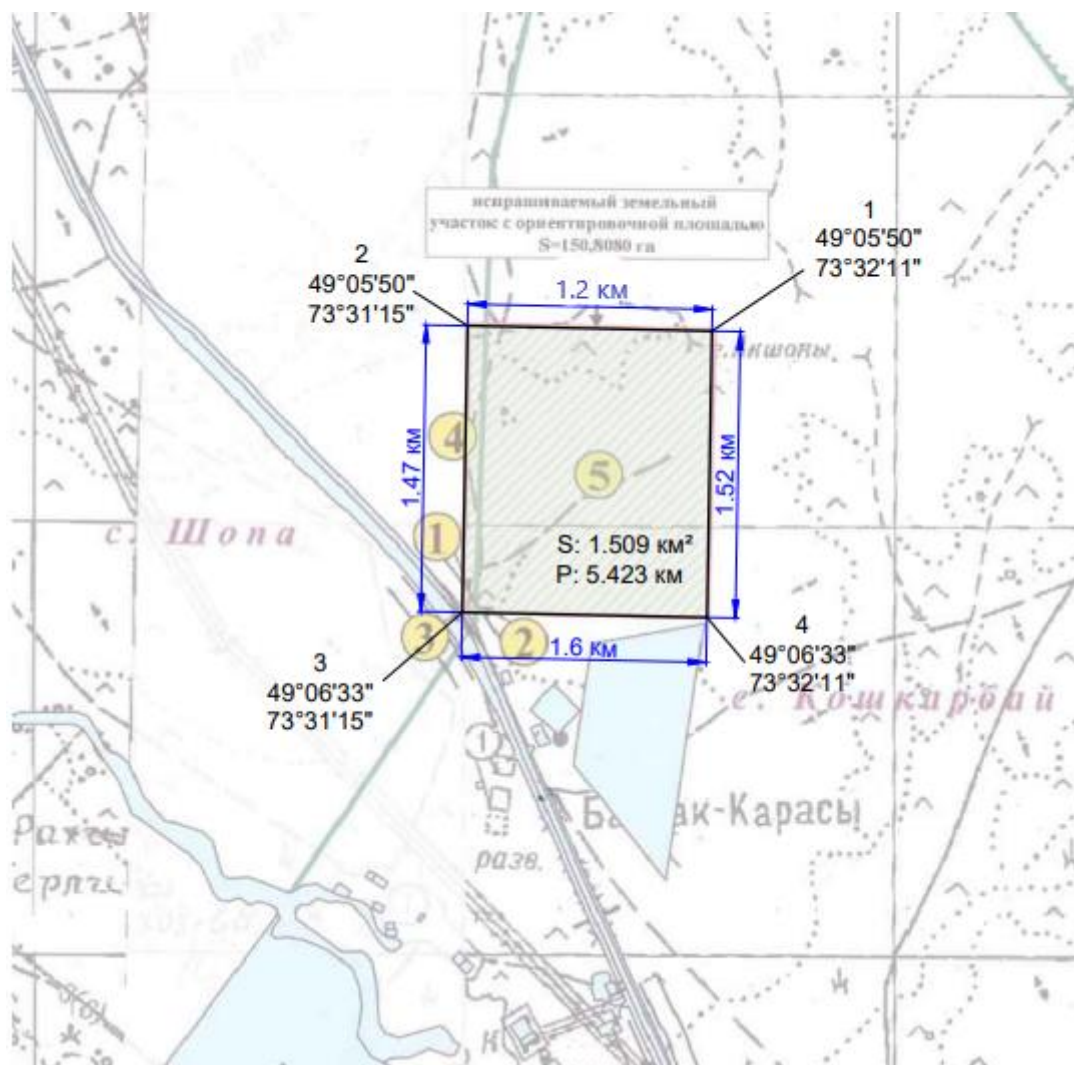 испрашиваемый земельный
участок с ориентировочной площадью
S=150,8080 га
1
49°05'50"
73°32'11"
2
49°05'50"
73°31'15"
1.2 км
4
5
1.47 км
1.52 км
с. Шопа
1
S: 1.509 км²
P: 5.423 км
3
2
1.6 км
4
49°06'33"
73°32'11"
3
49°06'33"
73°31'15"
е. Кошкарбай
1
ак-Карасы
разв.